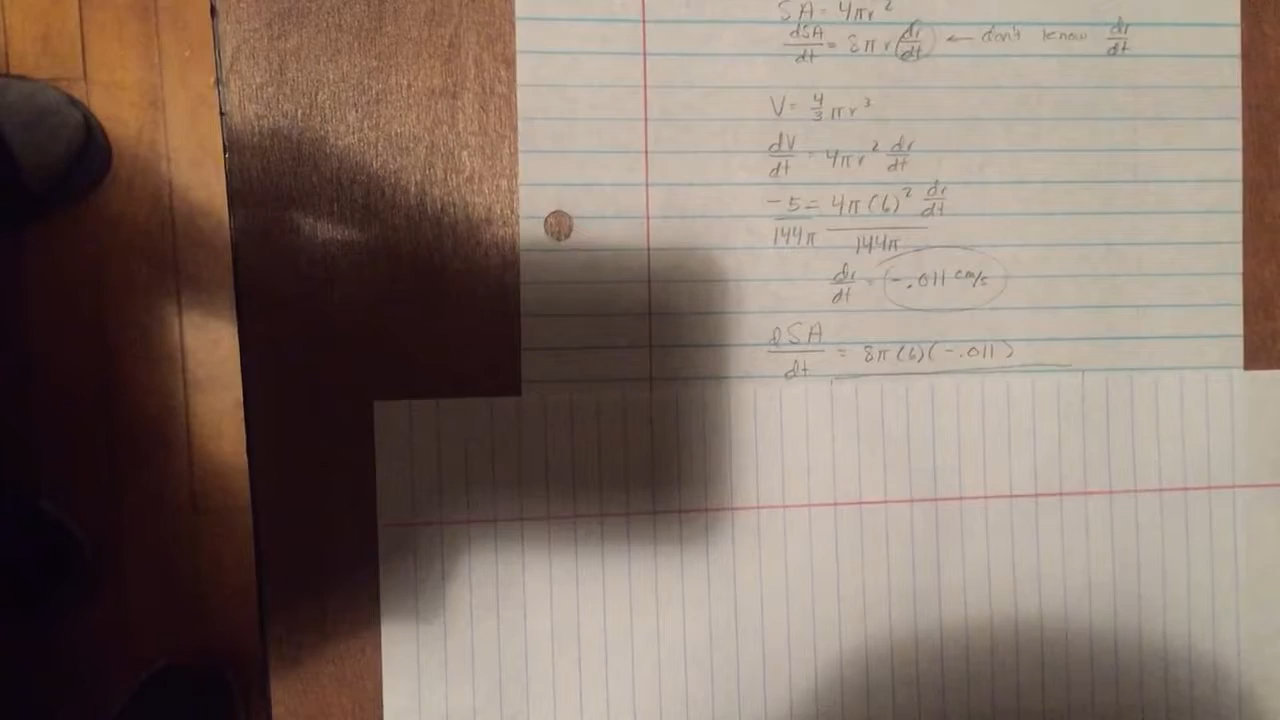 SA = 4πr²
dSA/dt = 8πr dr/dt ← don't know dr/dt
V = 4/3 πr³
dV/dt = 4πr² dr/dt
-5/144π = 4π(6)² dr/dt /144π
dr/dt = -.011 cm/s
dSA/dt = 8π(6)(-.011)